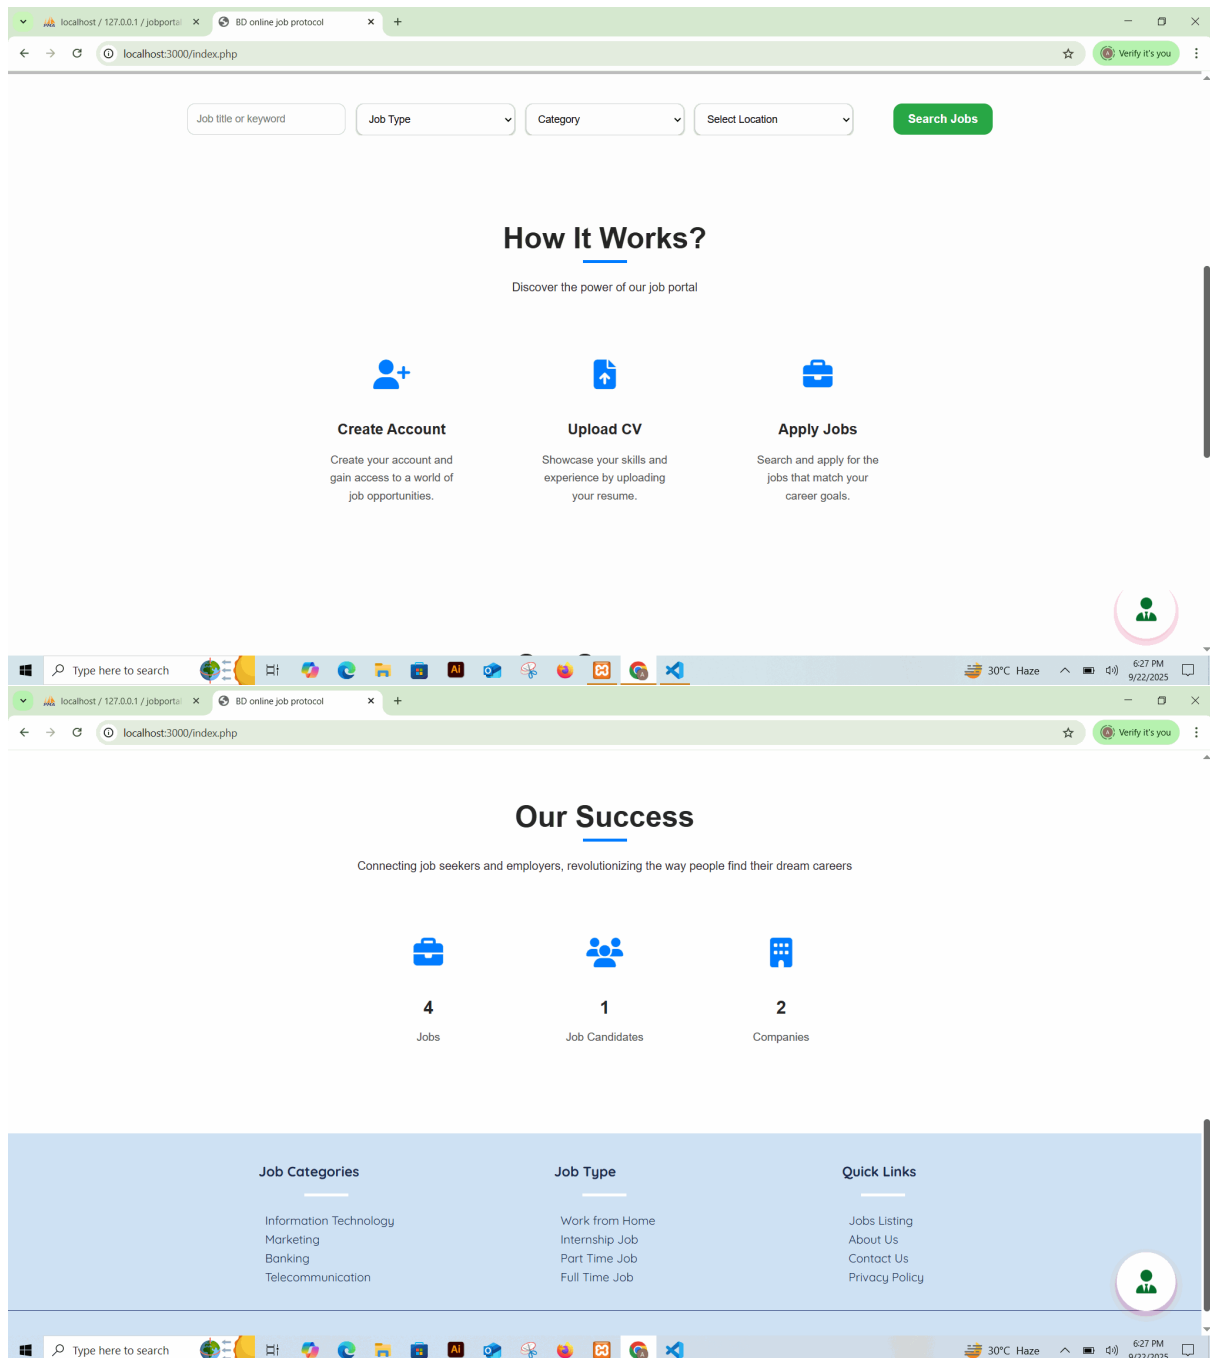 localhost / 127.0.0.1 / jobportal
BD online job protocol
localhost:3000/index.php
Verify it's you
Job title or keyword
Job Type
Category
Select Location
Search Jobs
How It Works?
Discover the power of our job portal
Create Account
Create your account and
gain access to a world of
job opportunities.
Upload CV
Showcase your skills and
experience by uploading
your resume.
Apply Jobs
Search and apply for the
jobs that match your
career goals.
Type here to search
Ai
30°C Haze
6:27 PM
9/22/2025
localhost / 127.0.0.1 / jobportal
BD online job protocol
localhost:3000/index.php
Verify it's you
Our Success
Connecting job seekers and employers, revolutionizing the way people find their dream careers
4
Jobs
1
Job Candidates
2
Companies
Job Categories
Information Technology
Marketing
Banking
Telecommunication
Job Type
Work from Home
Internship Job
Part Time Job
Full Time Job
Quick Links
Jobs Listing
About Us
Contact Us
Privacy Policy
Type here to search
Ai
30°C Haze
6:27 PM
9/22/2025